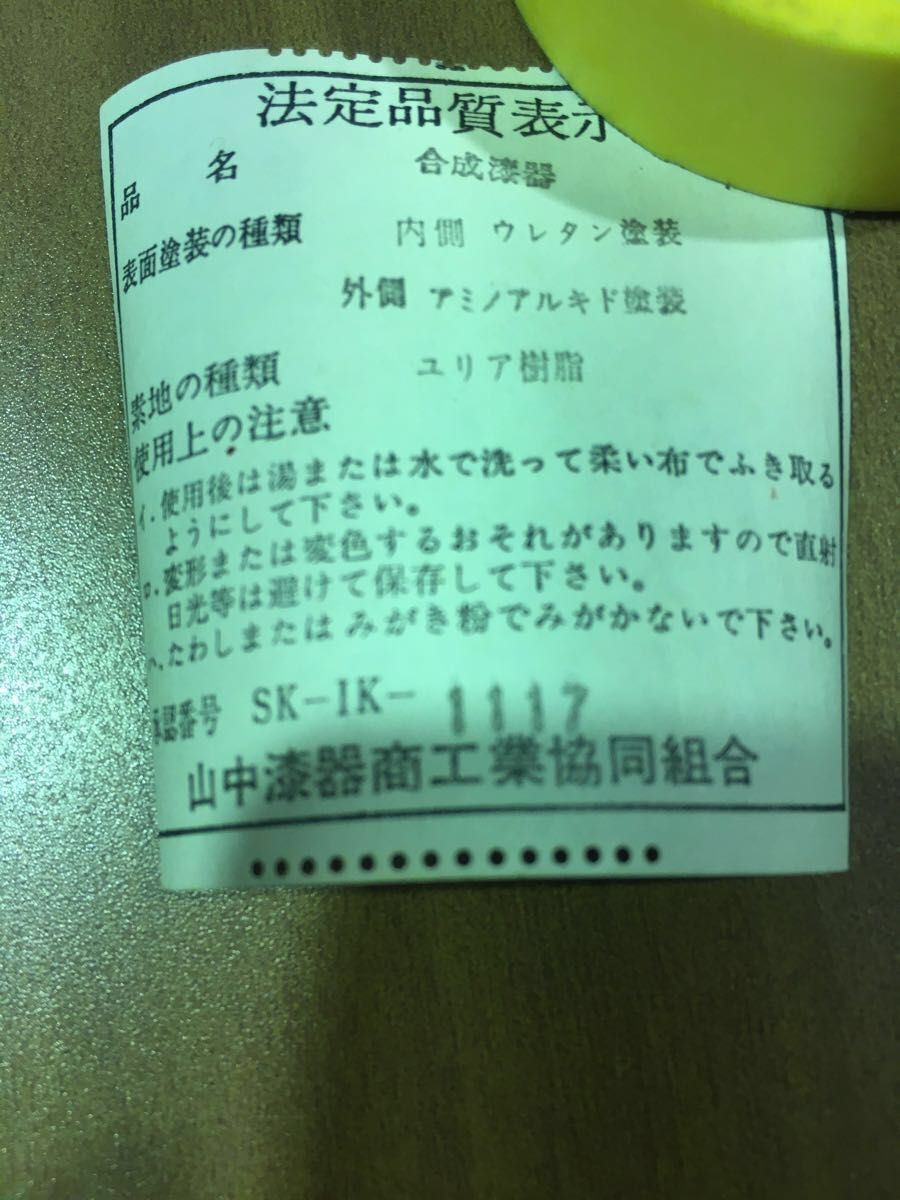 法定品質表示
品　名　合成漆器
表面塗装の種類　内側 ウレタン塗装
外側 アミノアルキド塗装
素地の種類　ユリア樹脂
使用上の注意
イ.使用後は湯または水で洗って柔い布でふき取る
ようにして下さい。
ロ.変形または変色するおそれがありますので直射
日光等は避けて保存して下さい。
ハ.たわしまたはみがき粉でみがかないで下さい。
承認番号 SK-IK-1117
山中漆器商工業協同組合